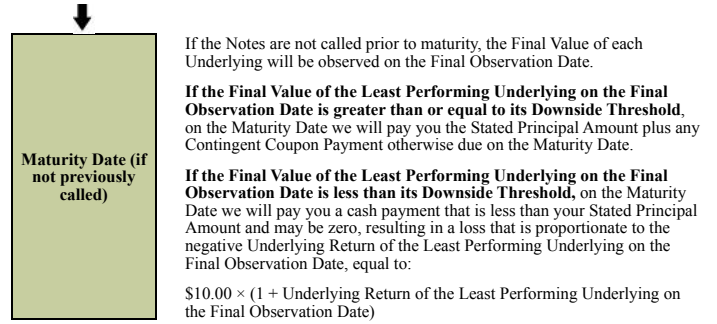 Maturity Date (if
not previously
called)
If the Notes are not called prior to maturity, the Final Value of each
Underlying will be observed on the Final Observation Date.
If the Final Value of the Least Performing Underlying on the Final
Observation Date is greater than or equal to its Downside Threshold,
on the Maturity Date we will pay you the Stated Principal Amount plus any
Contingent Coupon Payment otherwise due on the Maturity Date.
If the Final Value of the Least Performing Underlying on the Final
Observation Date is less than its Downside Threshold, on the Maturity
Date we will pay you a cash payment that is less than your Stated Principal
Amount and may be zero, resulting in a loss that is proportionate to the
negative Underlying Return of the Least Performing Underlying on the
Final Observation Date, equal to:
$10.00 × (1 + Underlying Return of the Least Performing Underlying on
the Final Observation Date)